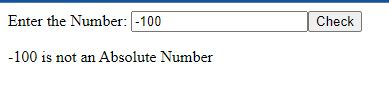 Enter the Number: -100 Check
-100 is not an Absolute Number